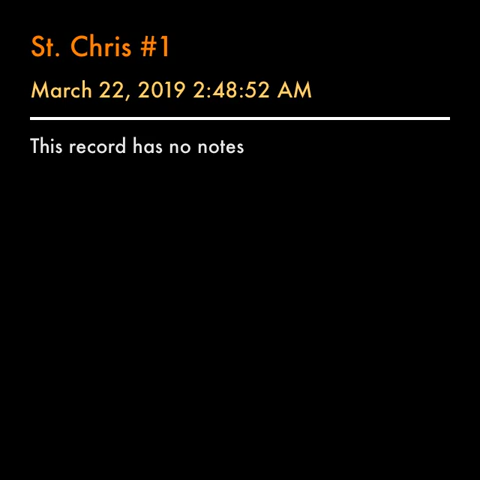 St. Chris #1
March 22, 2019 2:48:52 AM
This record has no notes